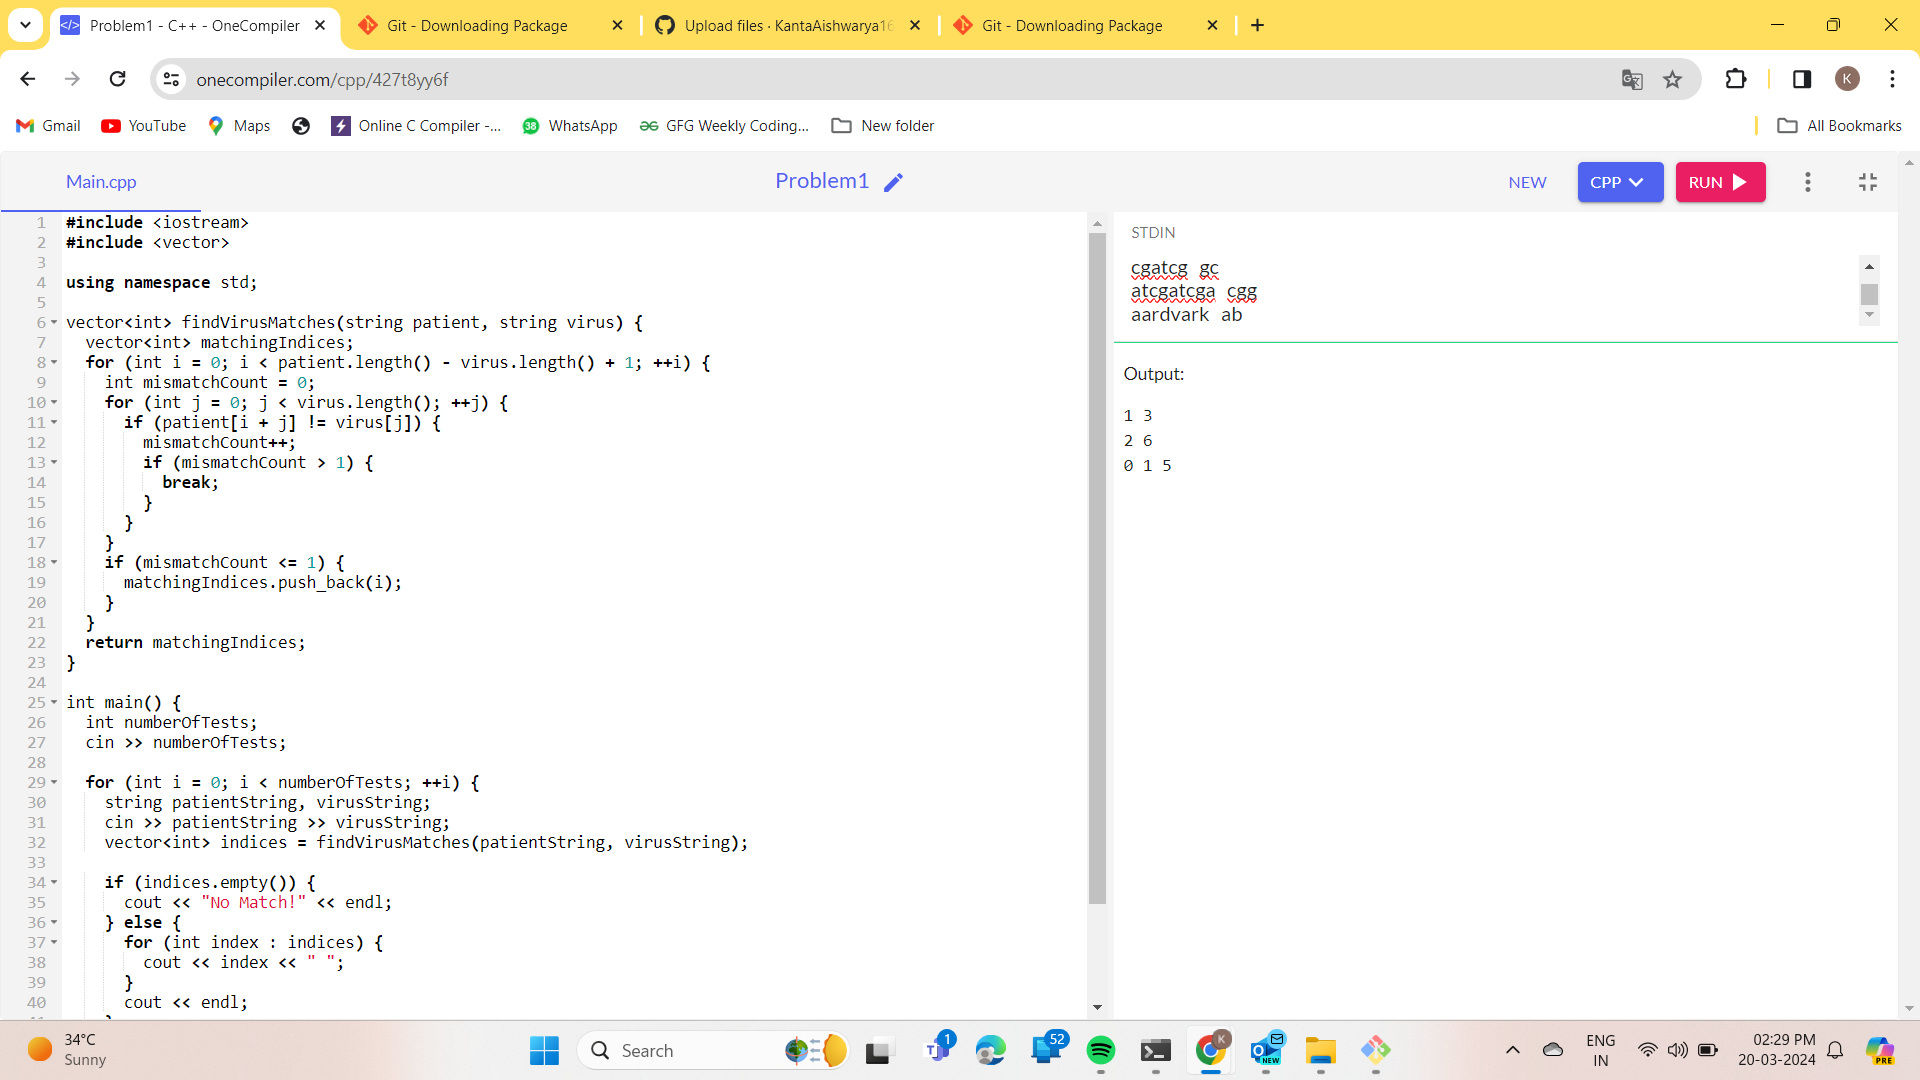 Problem1 - C++ - OneCompiler
Git - Downloading Package
Upload files · KantaAishwarya16
Git - Downloading Package
onecompiler.com/cpp/427t8yy6f
K
Gmail
YouTube
Maps
Online C Compiler -...
38
WhatsApp
GFG Weekly Coding...
New folder
All Bookmarks
Main.cpp
Problem1
NEW
CPP
RUN
1 #include <iostream>
2 #include <vector>
3
4 using namespace std;
5
6 vector<int> findVirusMatches(string patient, string virus) {
7 vector<int> matchingIndices;
8 for (int i = 0; i < patient.length() - virus.length() + 1; ++i) {
9 int mismatchCount = 0;
10 for (int j = 0; j < virus.length(); ++j) {
11 if (patient[i + j] != virus[j]) {
12 mismatchCount++;
13 if (mismatchCount > 1) {
14 break;
15 }
16 }
17 }
18 if (mismatchCount <= 1) {
19 matchingIndices.push_back(i);
20 }
21 }
22 return matchingIndices;
23 }
24
25 int main() {
26 int numberOfTests;
27 cin >> numberOfTests;
28
29 for (int i = 0; i < numberOfTests; ++i) {
30 string patientString, virusString;
31 cin >> patientString >> virusString;
32 vector<int> indices = findVirusMatches(patientString, virusString);
33
34 if (indices.empty()) {
35 cout << "No Match!" << endl;
36 } else {
37 for (int index : indices) {
38 cout << index << " ";
39 }
40 cout << endl;
STDIN
cgatcg gc
atcgatcga cgg
aardvark ab
Output:
1 3
2 6
0 1 5
34°C
Sunny
Search
1
52
K
NEW
ENG
IN
02:29 PM
20-03-2024
PRE